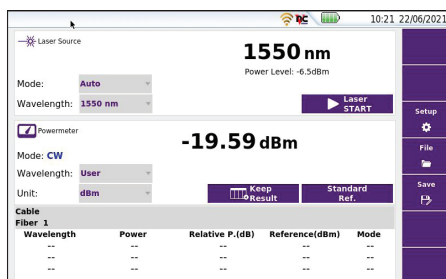 10:21 22/06/2021
Laser Source
1550 nm
Power Level: -6.5dBm
Mode: Auto
Wavelength: 1550 nm
Laser START
Setup
File
Save
Powermeter
-19.59 dBm
Mode: CW
Wavelength: User
Unit: dBm
Keep Result
Standard Ref.
Cable
Fiber 1
Wavelength Power Relative P.(dB) Reference(dBm) Mode
-- -- -- -- --
-- -- -- -- --
-- -- -- -- --